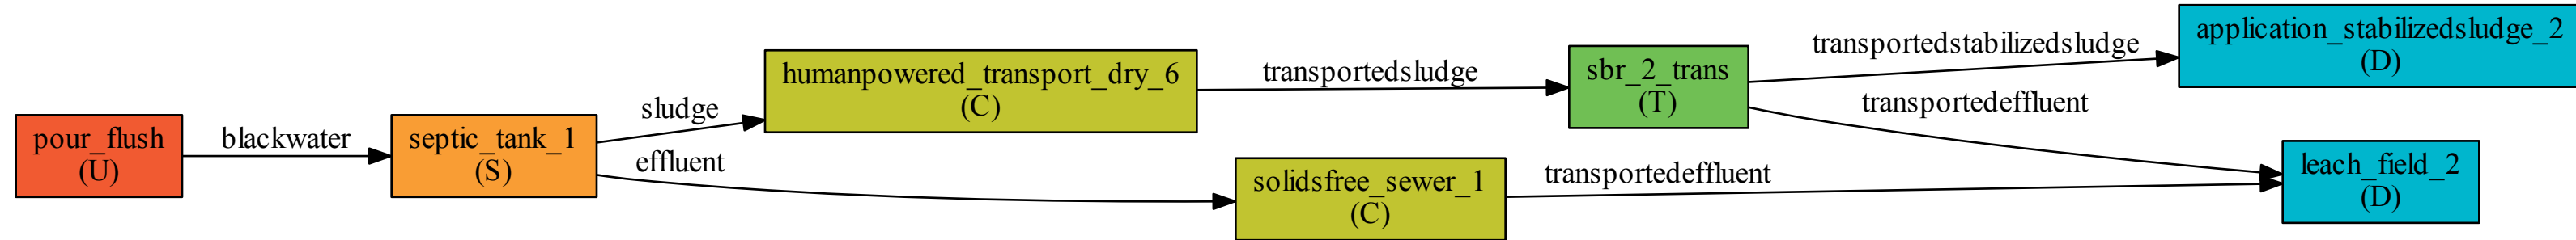 pour_flush
(U)
blackwater
septic_tank_1
(S)
sludge
effluent
humanpowered_transport_dry_6
(C)
solidsfree_sewer_1
(C)
transportedsludge
transportedeffluent
sbr_2_trans
(T)
transportedstabilizedsludge
transportedeffluent
application_stabilizedsludge_2
(D)
leach_field_2
(D)